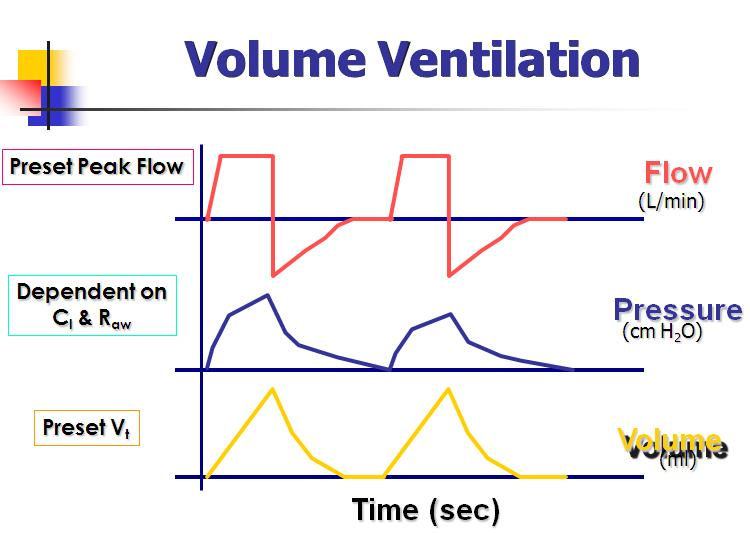 Volume Ventilation
Preset Peak Flow
Flow
(L/min)
Dependent on
Cl & Raw
Pressure
(cm H2O)
Preset Vt
Volume
(ml)
Time (sec)